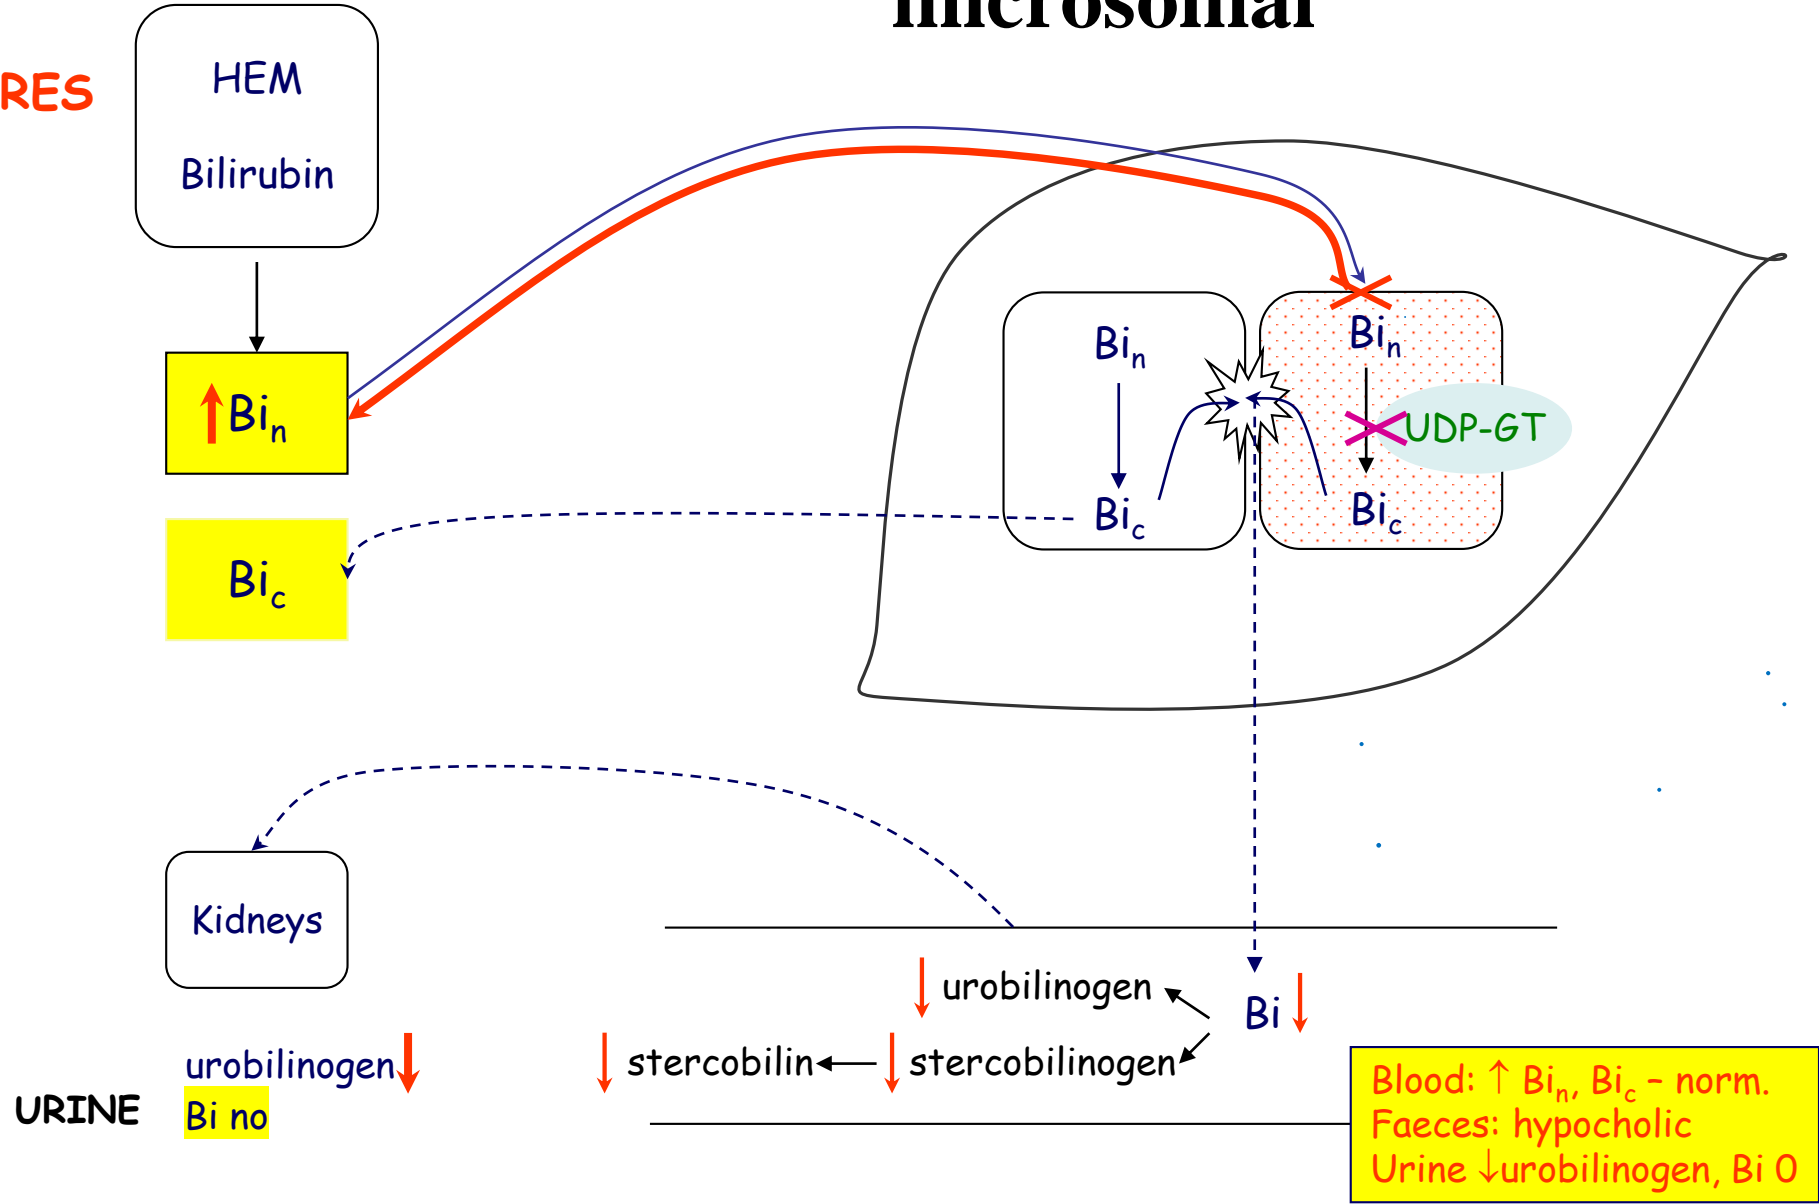 microsomal
RES
HEM
Bilirubin
↑Bin
Bic
Bin
Bic
Bin
UDP-GT
Bic
Kidneys
↓ urobilinogen
Bi ↓
↓ stercobilin
↓ stercobilinogen
urobilinogen↓
URINE
Bi no
Blood: ↑ Bin, Bic – norm.
Faeces: hypocholic
Urine ↓urobilinogen, Bi 0